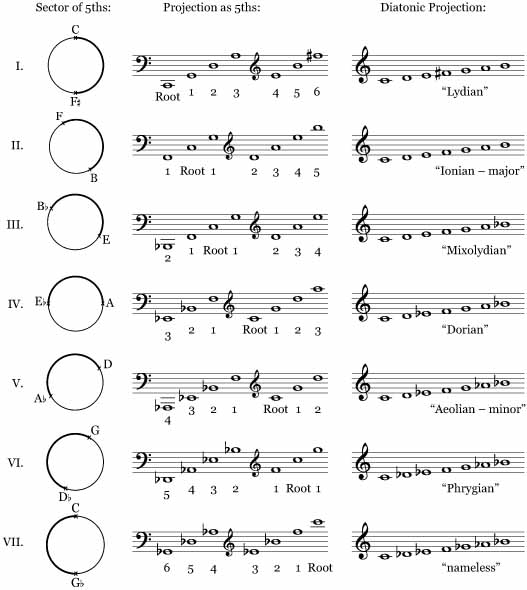 Sector of 5ths: Projection as 5ths: Diatonic Projection:
C
I.
F♯
Root 1 2 3 4 5 6
“Lydian”
F
II.
B
1 Root 1 2 3 4 5
“Ionian – major”
B♭
III.
E
2 1 Root 1 2 3 4
“Mixolydian”
IV. E♭ A
3 2 1 Root 1 2 3
“Dorian”
D
V.
A♭
4 3 2 1 Root 1 2
“Aeolian – minor”
G
VI.
D♭
5 4 3 2 1 Root 1
“Phrygian”
C
VII.
G♭
6 5 4 3 2 1 Root
“nameless”